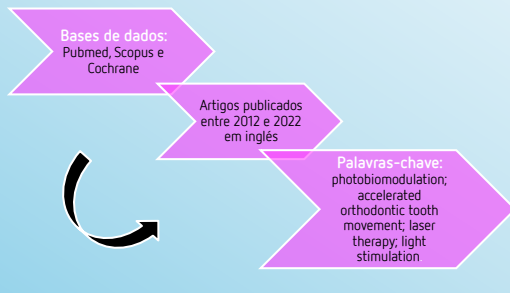 Bases de dados:
Pubmed, Scopus e
Cochrane
Artigos publicados
entre 2012 e 2022
em inglés
Palavras-chave:
photobiomodulation;
accelerated
orthodontic tooth
movement; laser
therapy; light
stimulation